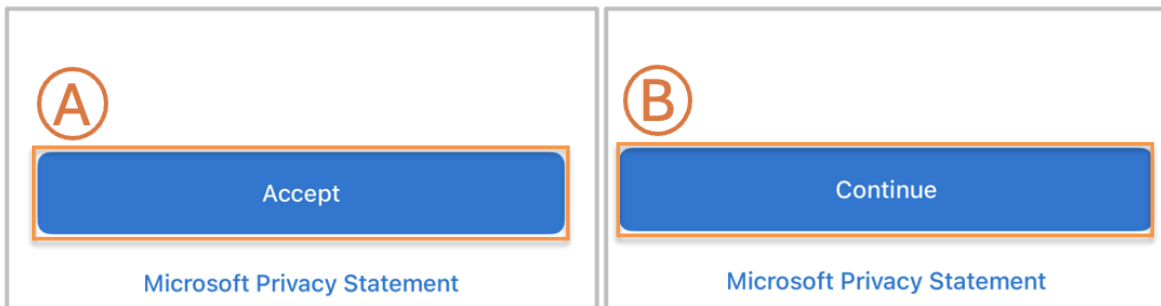 A
Accept
Microsoft Privacy Statement
B
Continue
Microsoft Privacy Statement